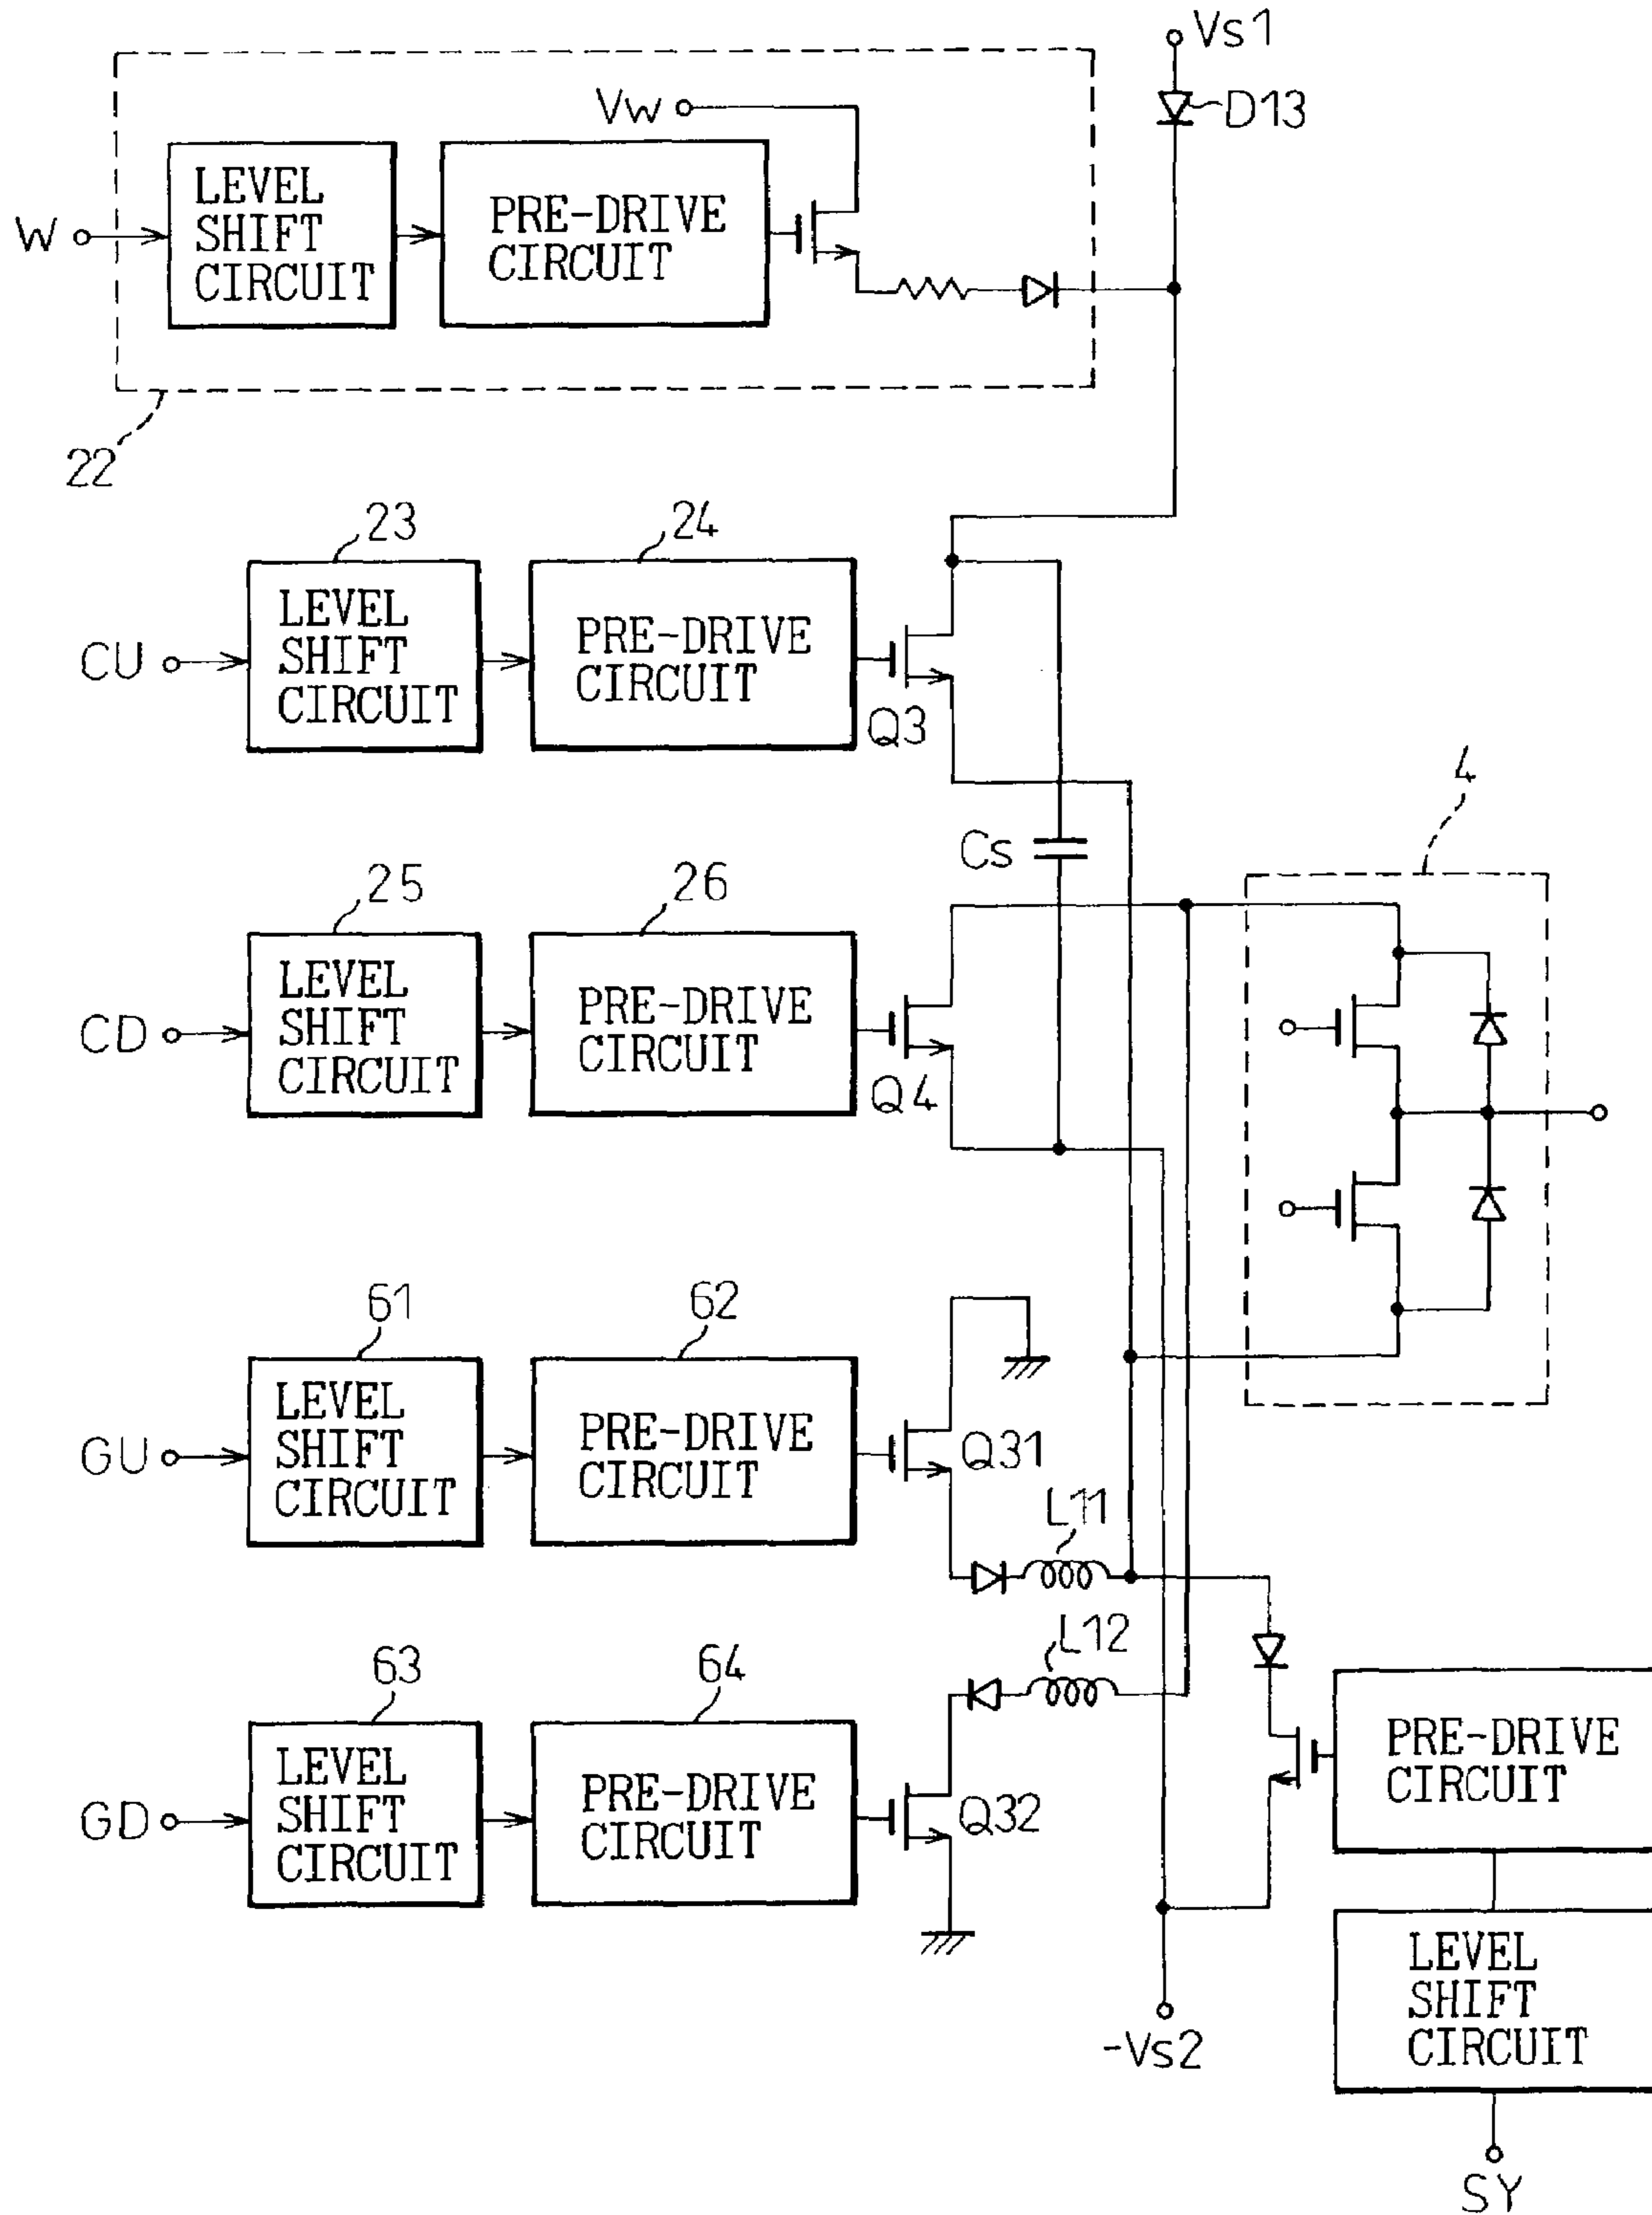 Vs1
D13
Vw
W
LEVEL
SHIFT
CIRCUIT
PRE-DRIVE
CIRCUIT
22
23
24
CU
LEVEL
SHIFT
CIRCUIT
PRE-DRIVE
CIRCUIT
Q3
Cs
4
25
26
CD
LEVEL
SHIFT
CIRCUIT
PRE-DRIVE
CIRCUIT
Q4
61
62
GU
LEVEL
SHIFT
CIRCUIT
PRE-DRIVE
CIRCUIT
Q31
L11
L12
63
64
GD
LEVEL
SHIFT
CIRCUIT
PRE-DRIVE
CIRCUIT
Q32
PRE-DRIVE
CIRCUIT
-Vs2
LEVEL
SHIFT
CIRCUIT
SY